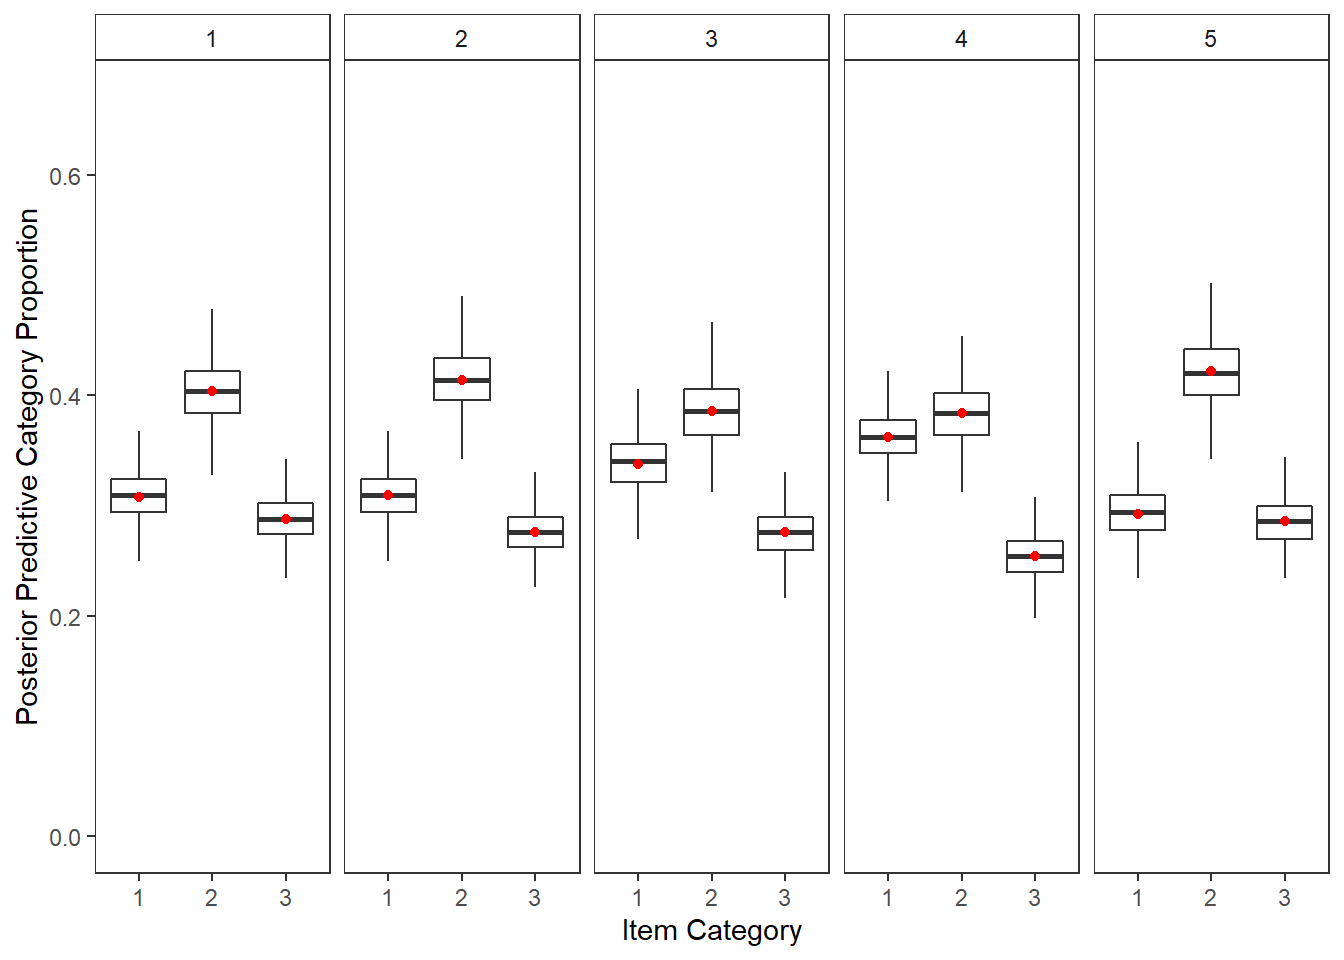 1 2 3 4 5
Posterior Predictive Category Proportion
0.6
0.4
0.2
0.0
1 2 3 1 2 3 1 2 3 1 2 3 1 2 3
Item Category